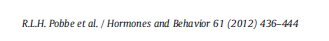 R.L.H. Pobbe et al. / Hormones and Behavior 61 (2012) 436–444